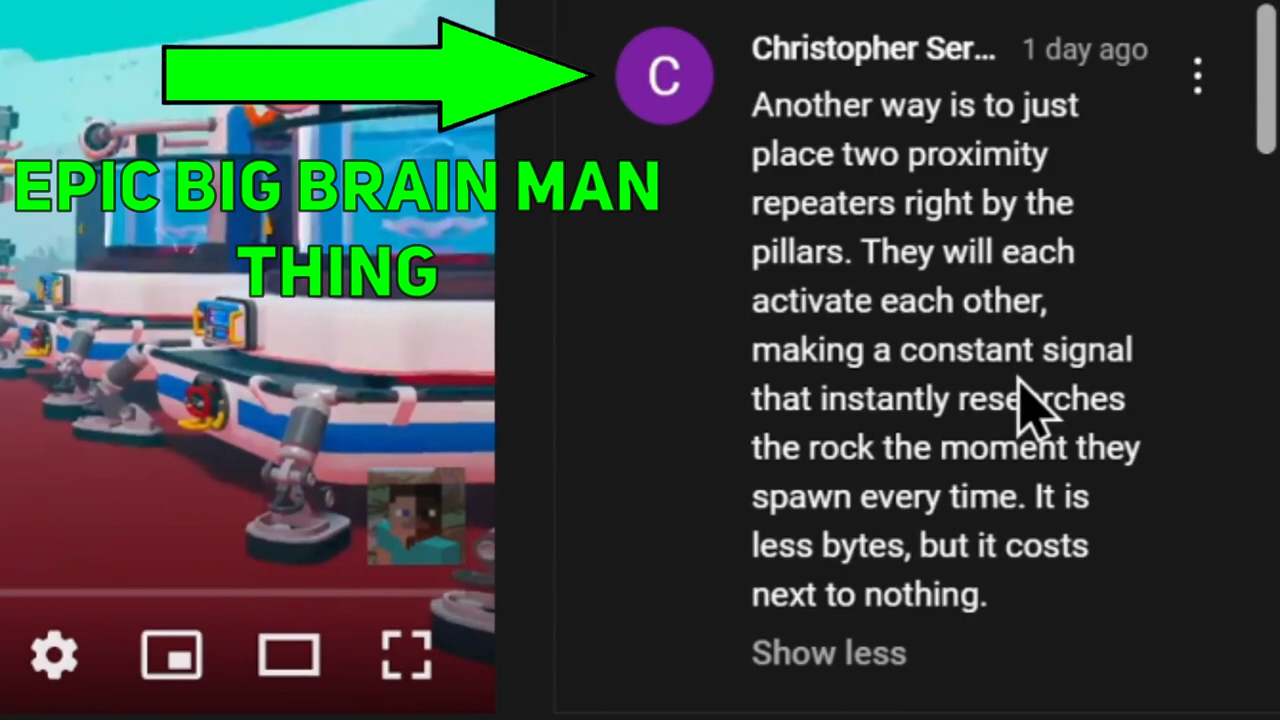 EPIC BIG BRAIN MAN
THING
C
Christopher Ser... 1 day ago
Another way is to just
place two proximity
repeaters right by the
pillars. They will each
activate each other,
making a constant signal
that instantly researches
the rock the moment they
spawn every time. It is
less bytes, but it costs
next to nothing.
Show less